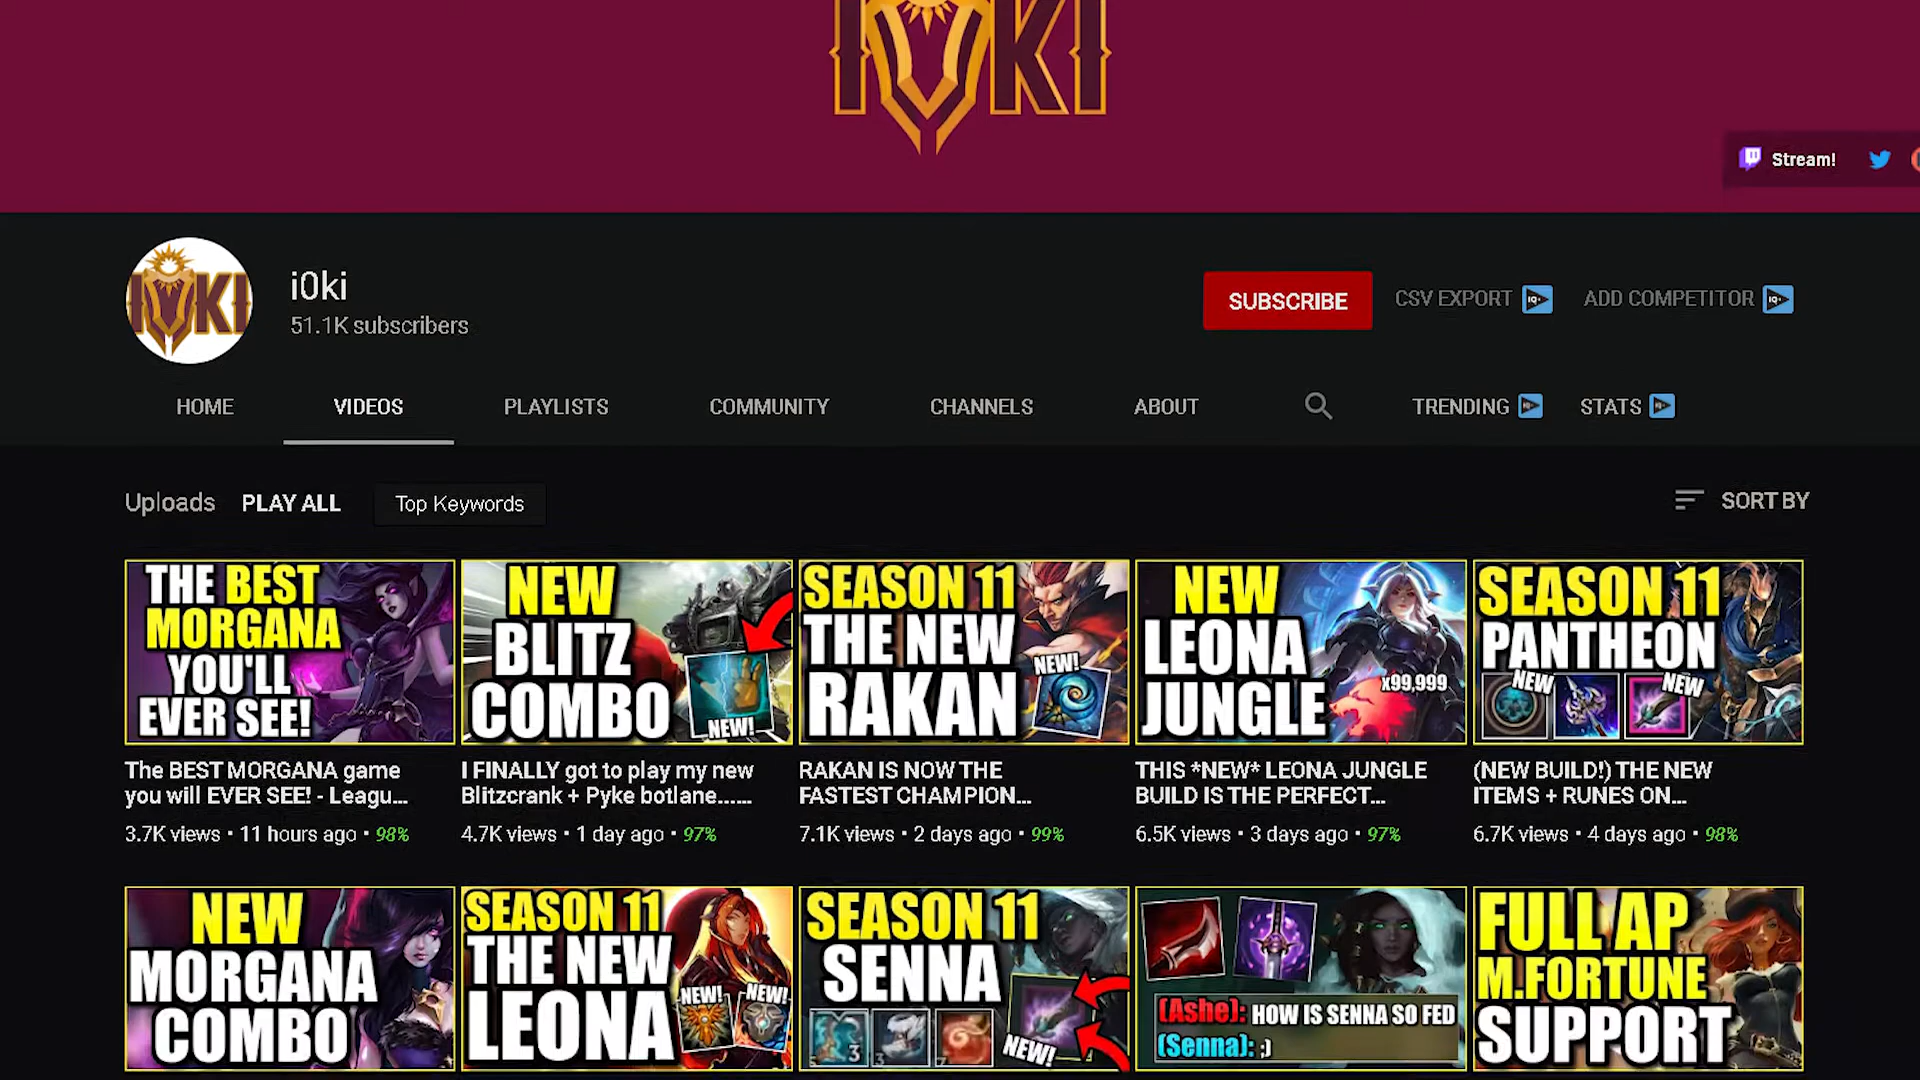 I0KI
Stream!
I0KI
i0ki
51.1K subscribers
SUBSCRIBE
CSV EXPORT
ADD COMPETITOR
HOME
VIDEOS
PLAYLISTS
COMMUNITY
CHANNELS
ABOUT
TRENDING
STATS
Uploads
PLAY ALL
Top Keywords
SORT BY
THE BEST
MORGANA
YOU'LL
EVER SEE!
The BEST MORGANA game
you will EVER SEE! - Leagu...
3.7K views • 11 hours ago • 98%
NEW
BLITZ
COMBO
NEW!
I FINALLY got to play my new
Blitzcrank + Pyke botlane......
4.7K views • 1 day ago • 97%
SEASON 11
THE NEW
RAKAN
NEW!
RAKAN IS NOW THE
FASTEST CHAMPION...
7.1K views • 2 days ago • 99%
NEW
LEONA
JUNGLE
x99,999
THIS *NEW* LEONA JUNGLE
BUILD IS THE PERFECT...
6.5K views • 3 days ago • 97%
SEASON 11
PANTHEON
NEW
NEW
(NEW BUILD!) THE NEW
ITEMS + RUNES ON...
6.7K views • 4 days ago • 98%
NEW
MORGANA
COMBO
SEASON 11
THE NEW
LEONA
NEW!
NEW!
SEASON 11
SENNA
3
3
NEW!
(Ashe): HOW IS SENNA SO FED
(Senna): ;)
FULL AP
M.FORTUNE
SUPPORT